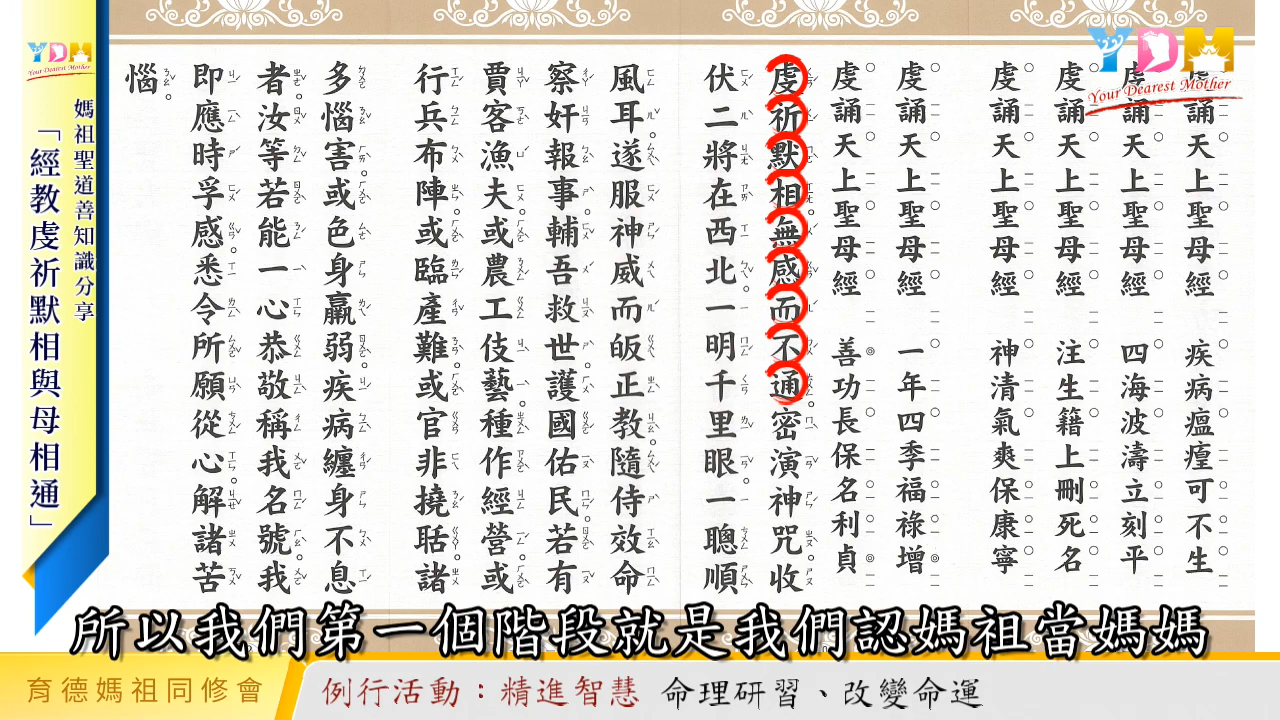 YDM
Your Dearest Mother
媽祖聖道善知識分享
「經教虔祈默相與母相通」
YDM
Your Dearest Mother
虔誦天上聖母經 疾病瘟瘽可不生
虔誦天上聖母經 四海波濤立刻平
虔誦天上聖母經 注生籍上刪死名
虔誦天上聖母經 神清氣爽保康寧
虔誦天上聖母經 一年四季福祿增
虔誦天上聖母經 善功長保名利貞
虔祈默相無感而不通。密演神咒。收
伏二將在西北。一明千里眼。一聰順
風耳。遂服神威而皈正教。隨侍效命
察奸報事。輔吾救世。護國佑民。若有
賈客漁夫。或農工伎藝。種作經營。或
行兵布陣。或臨產難。或官非撓聒。諸
多惱害。或色身羸弱。疾病纏身不息
者。汝等若能一心恭敬稱我名號。我
即應時孚感。悉令所願從心。解諸苦
惱。
所以我們第一個階段就是我們認媽祖當媽媽
育德媽祖同修會
例行活動：精進智慧 命理研習、改變命運